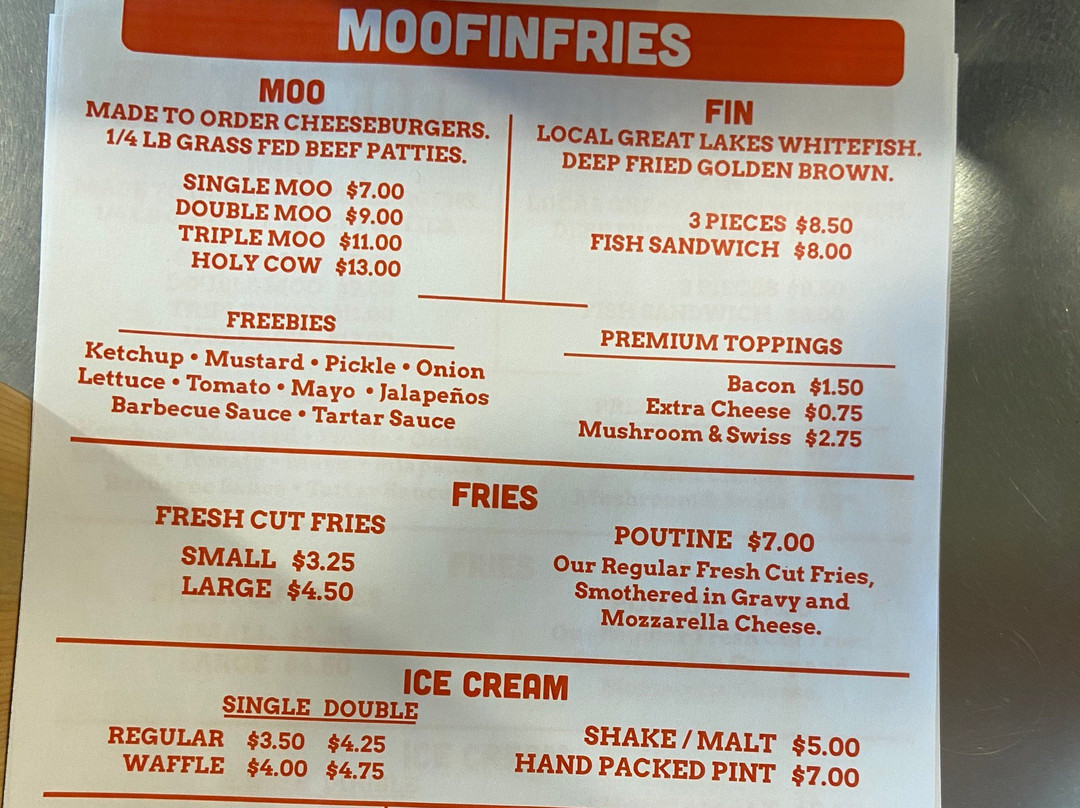 MOOFINFRIES
MOO
MADE TO ORDER CHEESEBURGERS.
1/4 LB GRASS FED BEEF PATTIES.
SINGLE MOO $7.00
DOUBLE MOO $9.00
TRIPLE MOO $11.00
HOLY COW $13.00
FIN
LOCAL GREAT LAKES WHITEFISH.
DEEP FRIED GOLDEN BROWN.
3 PIECES $8.50
FISH SANDWICH $8.00
FREEBIES
Ketchup • Mustard • Pickle • Onion
Lettuce • Tomato • Mayo • Jalapeños
Barbecue Sauce • Tartar Sauce
PREMIUM TOPPINGS
Bacon $1.50
Extra Cheese $0.75
Mushroom & Swiss $2.75
FRIES
FRESH CUT FRIES
SMALL $3.25
LARGE $4.50
POUTINE $7.00
Our Regular Fresh Cut Fries,
Smothered in Gravy and
Mozzarella Cheese.
ICE CREAM
SINGLE DOUBLE
REGULAR $3.50 $4.25
WAFFLE $4.00 $4.75
SHAKE / MALT $5.00
HAND PACKED PINT $7.00